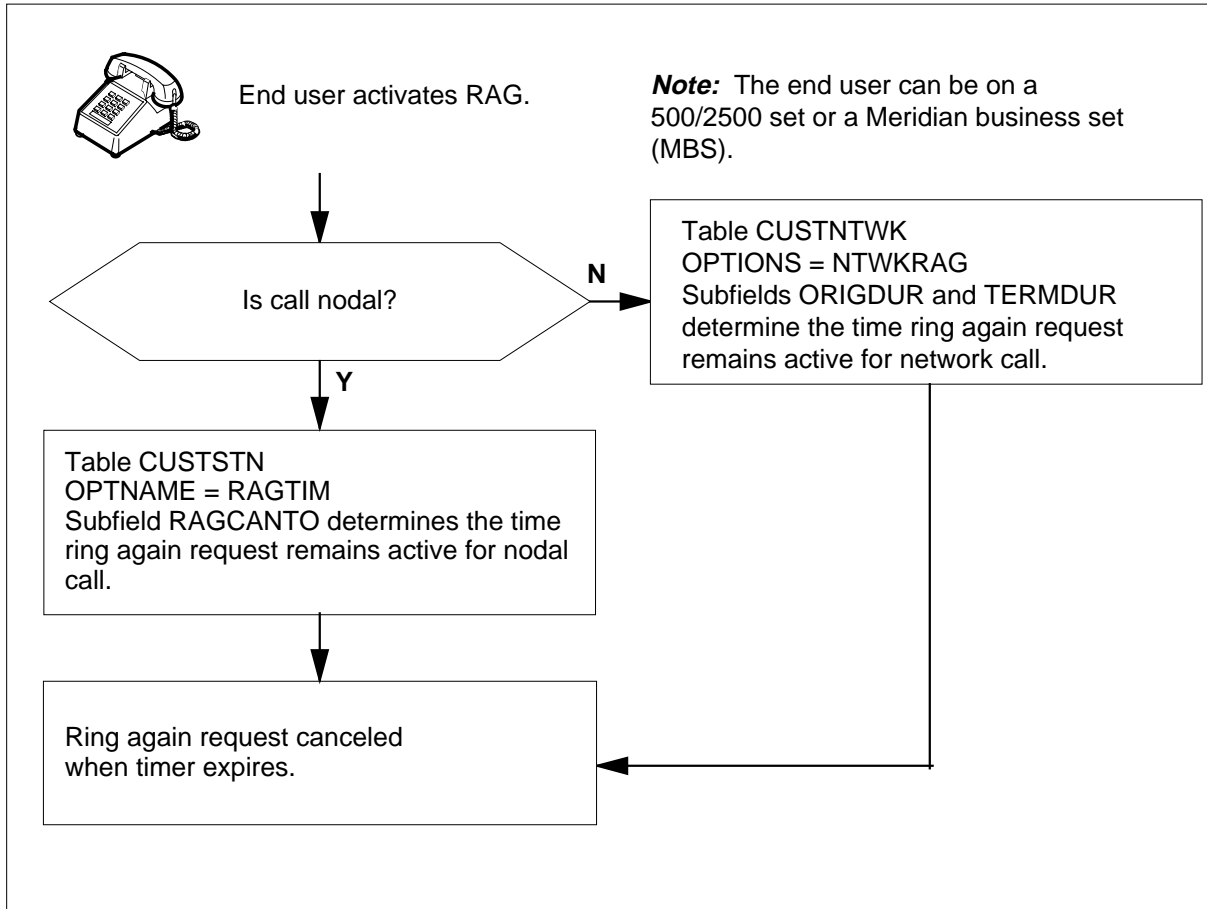 End user activates RAG.
Note: The end user can be on a
500/2500 set or a Meridian business set
(MBS).
Is call nodal?
N
Y
Table CUSTNTWK
OPTIONS = NTWKRAG
Subfields ORIGDUR and TERMDUR
determine the time ring again request
remains active for network call.
Table CUSTSTN
OPTNAME = RAGTIM
Subfield RAGCANTO determines the time
ring again request remains active for nodal
call.
Ring again request canceled
when timer expires.